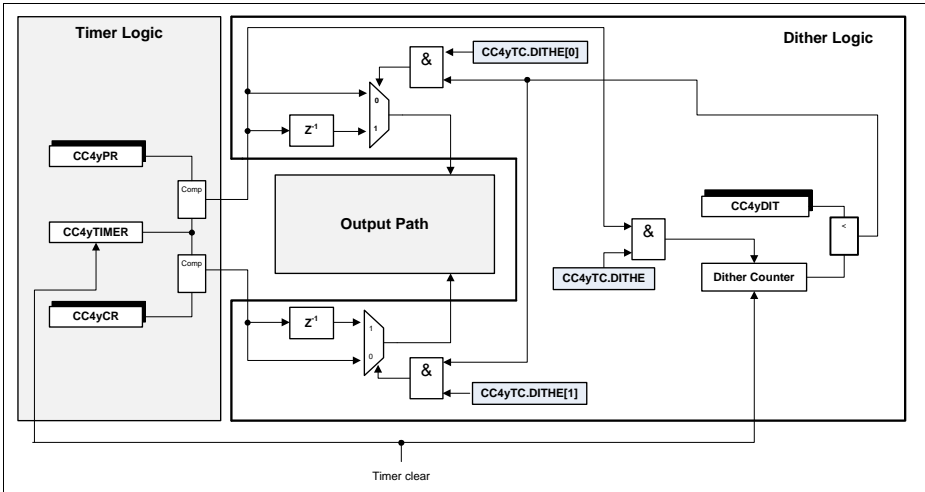 Timer Logic
Dither Logic
&
CC4yTC.DITHE[0]
0
1
Z-1
CC4yPR
Comp
CC4yTIMER
Comp
CC4yCR
Output Path
CC4yDIT
<
&
CC4yTC.DITHE
Dither Counter
Z-1
1
0
&
CC4yTC.DITHE[1]
Timer clear